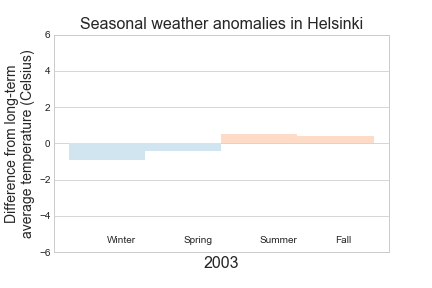 Seasonal weather anomalies in Helsinki
Difference from long-term
average temperature (Celsius)
6
4
2
0
−2
−4
−6
Winter Spring Summer Fall
2003